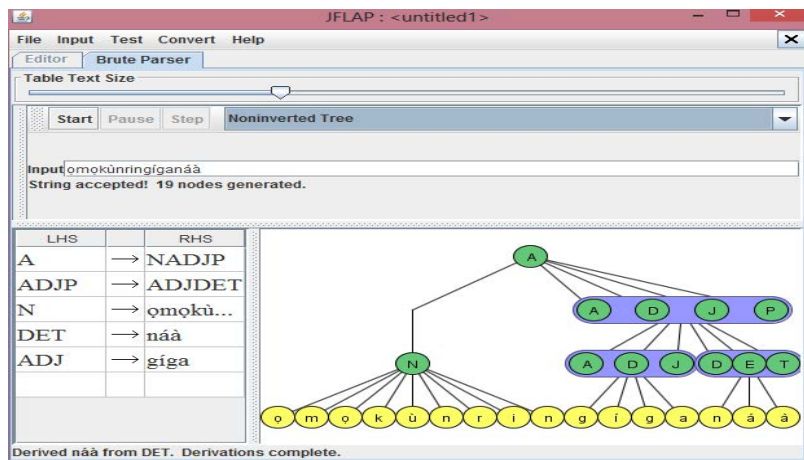 JFLAP : <untitled1>
File Input Test Convert Help
Editor Brute Parser
Table Text Size
Start Pause Step Noninverted Tree
Input ọmọkùnringíganáà
String accepted! 19 nodes generated.
LHS RHS
A → NADJP
ADJP → ADJDET
N → ọmọkù...
DET → náà
ADJ → gíga
A
A D J P
N A D J D E T
ọ m ọ k ù n r i n g í g a n á à
Derived náà from DET. Derivations complete.